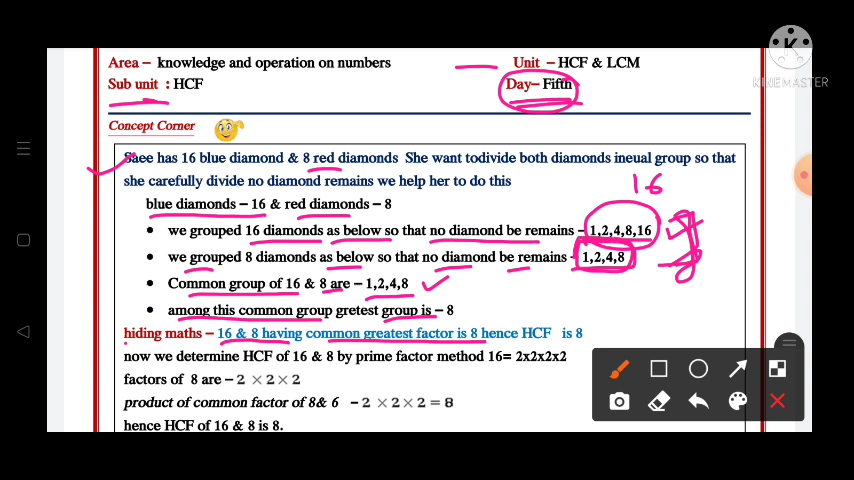 Area – knowledge and operation on numbers Unit – HCF & LCM
Sub unit : HCF Day– Fifth
K
KINEMASTER
Concept Corner
Saee has 16 blue diamond & 8 red diamonds She want todivide both diamonds ineual group so that
she carefully divide no diamond remains we help her to do this
16
blue diamonds – 16 & red diamonds – 8
• we grouped 16 diamonds as below so that no diamond be remains – 1,2,4,8,16
• we grouped 8 diamonds as below so that no diamond be remains – 1,2,4,8
• Common group of 16 & 8 are – 1,2,4,8
• among this common group gretest group is – 8
hiding maths – 16 & 8 having common greatest factor is 8 hence HCF is 8
now we determine HCF of 16 & 8 by prime factor method 16= 2x2x2x2
factors of 8 are – 2 × 2 × 2
product of common factor of 8& 6 – 2 × 2 × 2 = 8
hence HCF of 16 & 8 is 8.